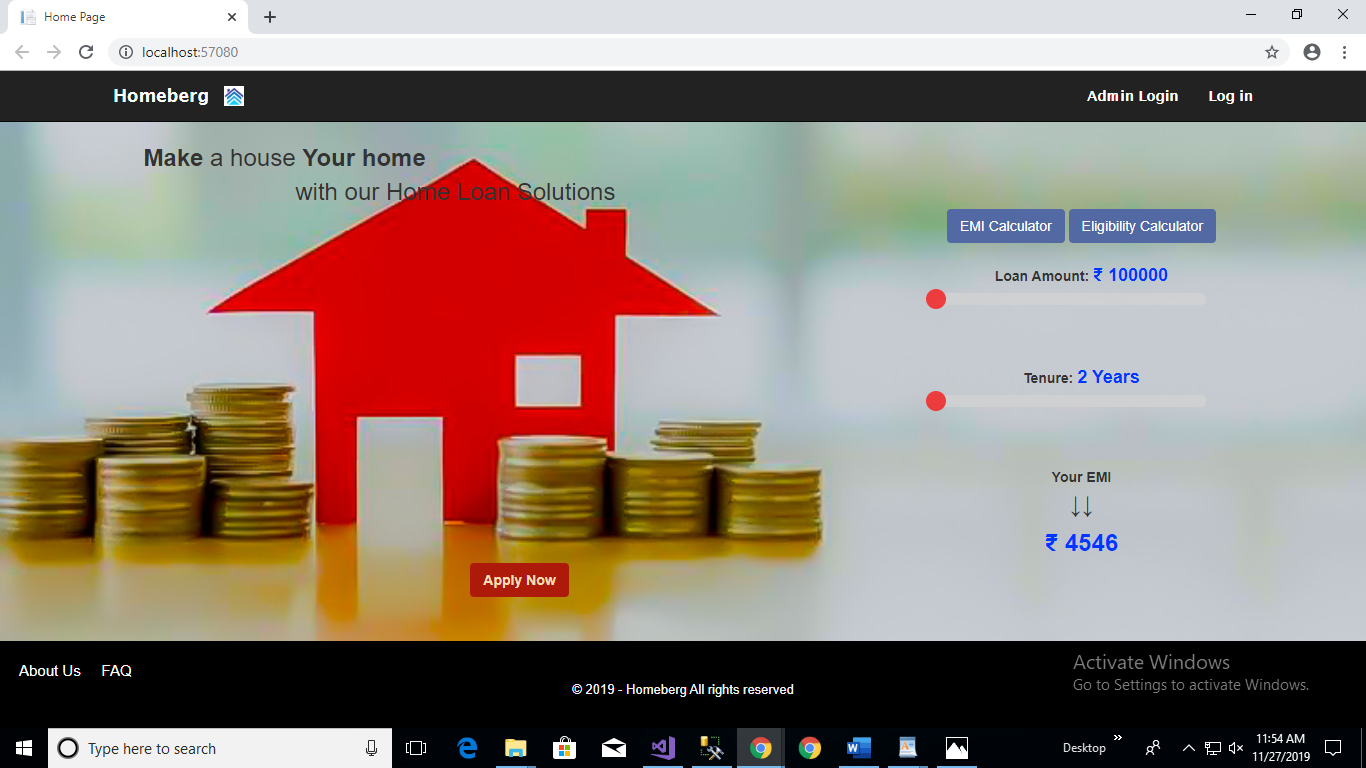 Home Page
localhost:57080
Homeberg
Admin Login Log in
Make a house Your home
with our Home Loan Solutions
EMI Calculator Eligibility Calculator
Loan Amount: ₹ 100000
Tenure: 2 Years
Your EMI
↓↓
₹ 4546
Apply Now
About Us FAQ
© 2019 - Homeberg All rights reserved
Activate Windows
Go to Settings to activate Windows.
Type here to search
Desktop
11:54 AM
11/27/2019